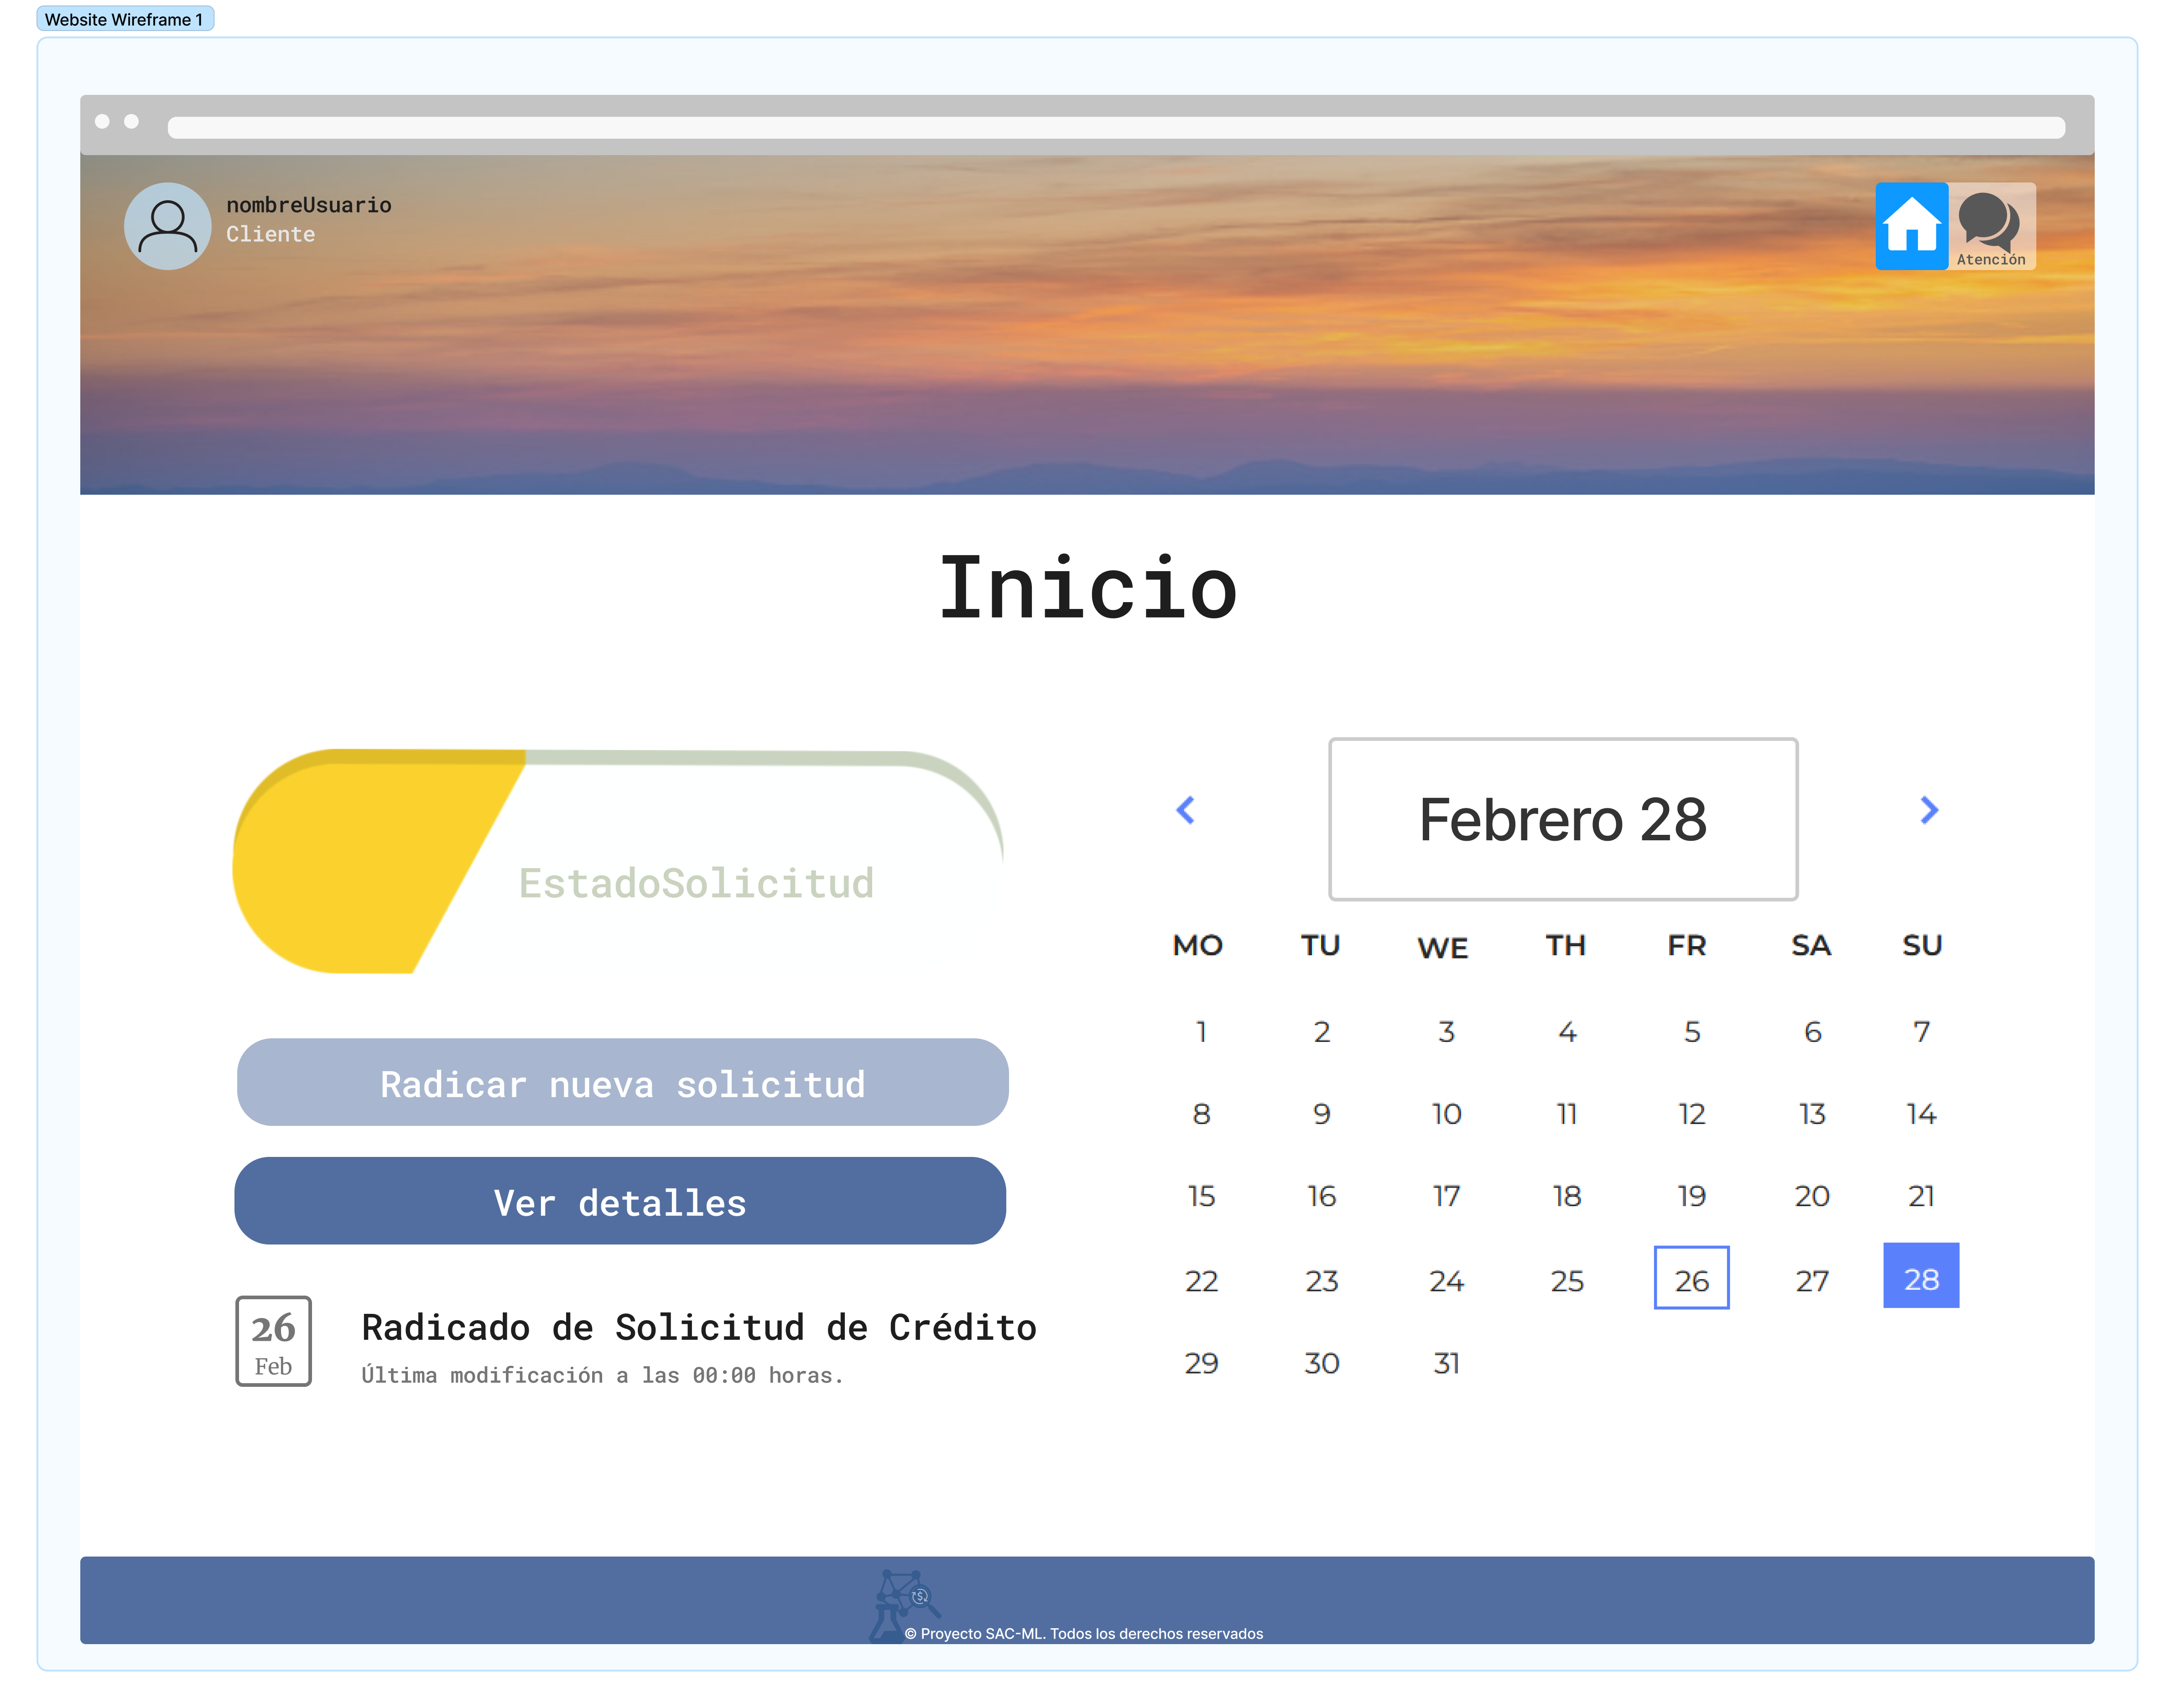 Website Wireframe 1
nombreUsuario
Cliente
Atención
Inicio
EstadoSolicitud
Radicar nueva solicitud
Ver detalles
26
Feb
Radicado de Solicitud de Crédito
Última modificación a las 00:00 horas.
Febrero 28
MO TU WE TH FR SA SU
1 2 3 4 5 6 7
8 9 10 11 12 13 14
15 16 17 18 19 20 21
22 23 24 25 26 27 28
29 30 31
$
© Proyecto SAC-ML. Todos los derechos reservados